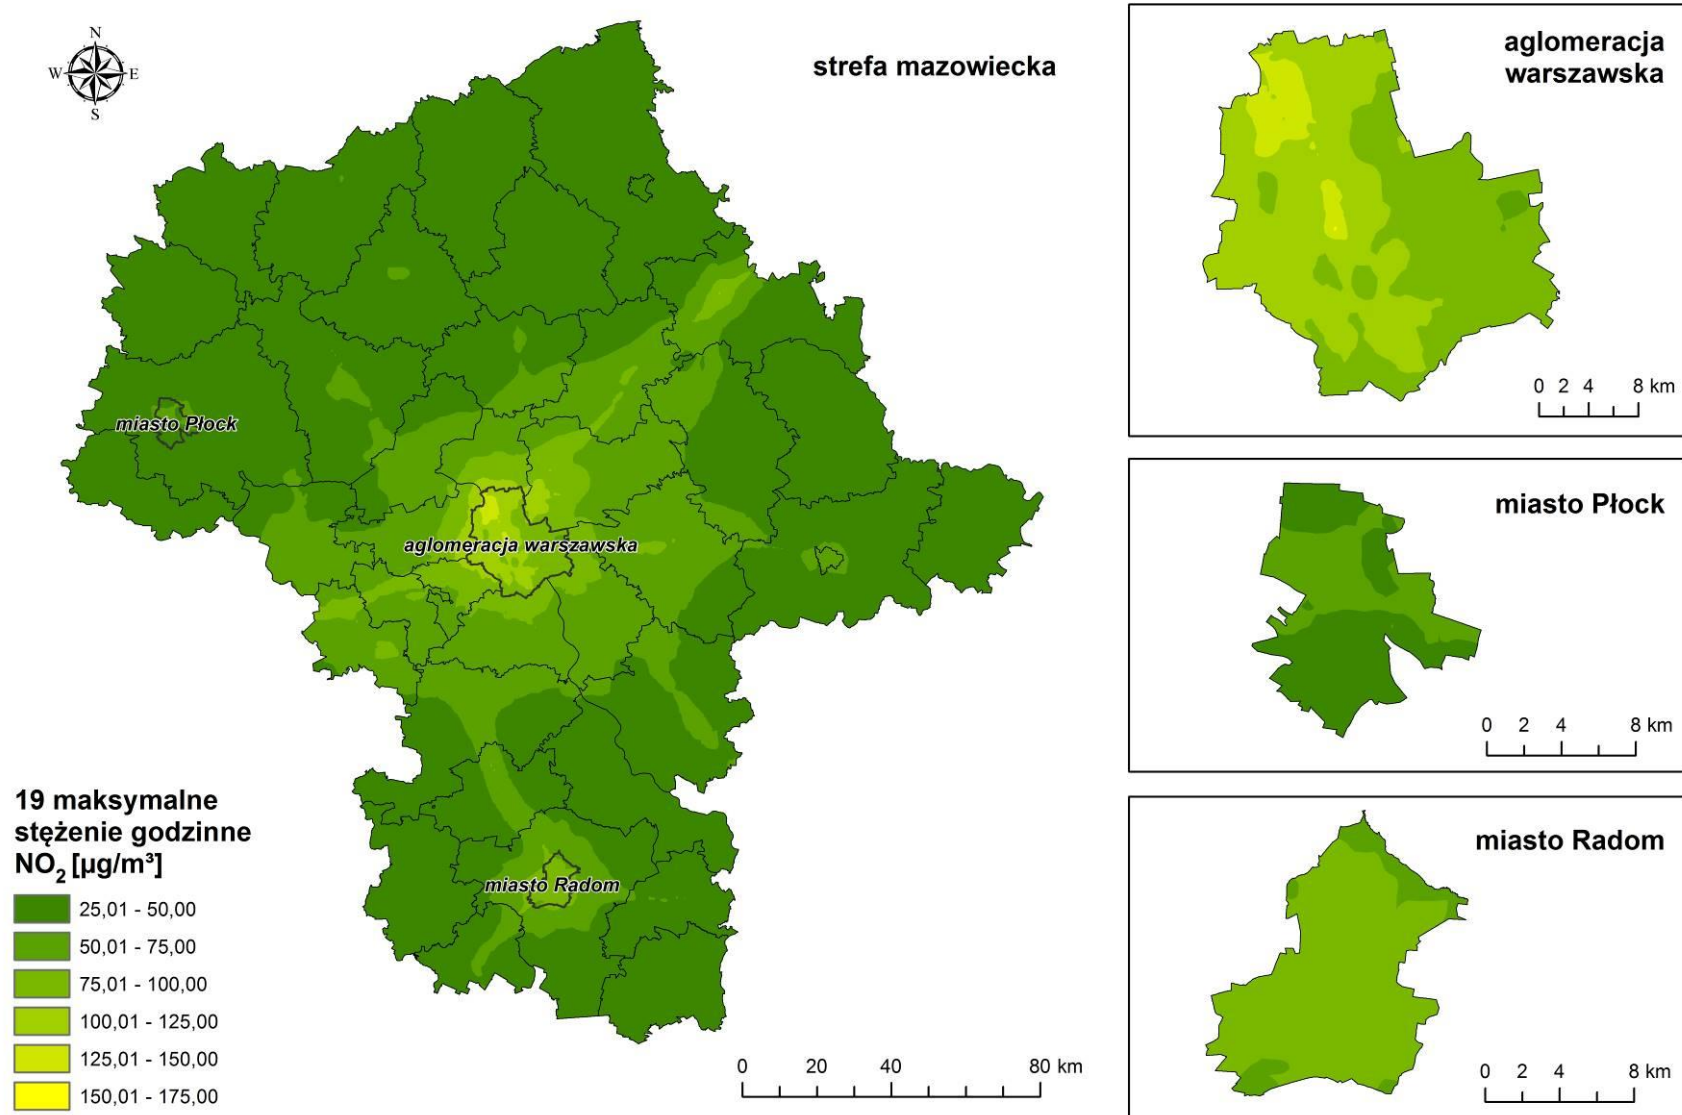 N
W E
S
strefa mazowiecka
miasto Płock
aglomeracja warszawska
miasto Radom
19 maksymalne
stężenie godzinne
NO₂ [µg/m³]
25,01 - 50,00
50,01 - 75,00
75,01 - 100,00
100,01 - 125,00
125,01 - 150,00
150,01 - 175,00
0 20 40 80 km
aglomeracja
warszawska
0 2 4 8 km
miasto Płock
0 2 4 8 km
miasto Radom
0 2 4 8 km